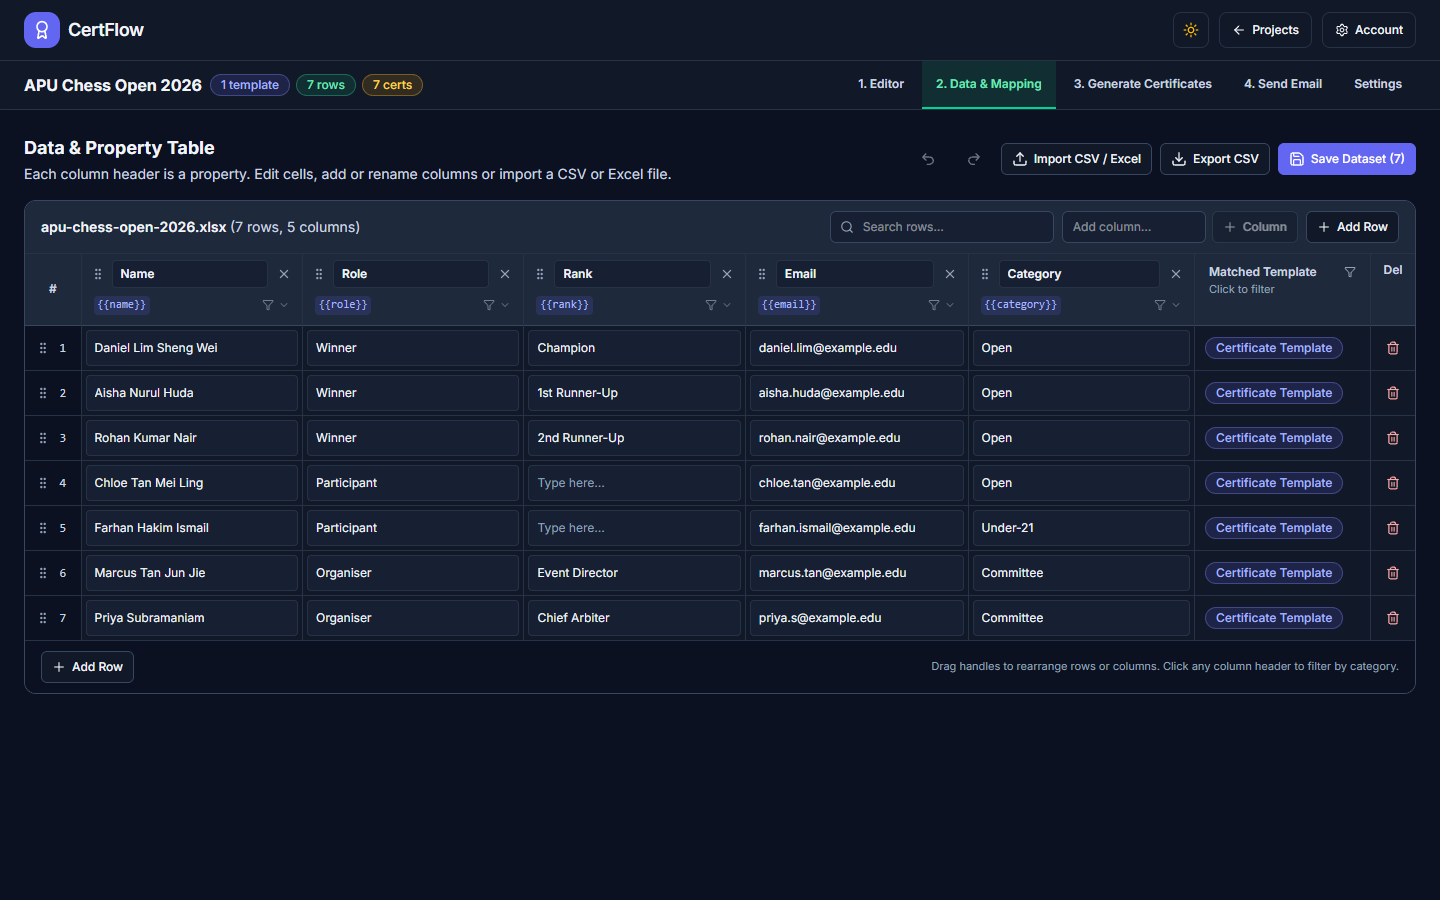 CertFlow
Projects
Account
APU Chess Open 2026
1 template
7 rows
7 certs
1. Editor
2. Data & Mapping
3. Generate Certificates
4. Send Email
Settings
Data & Property Table
Each column header is a property. Edit cells, add or rename columns or import a CSV or Excel file.
Import CSV / Excel
Export CSV
Save Dataset (7)
apu-chess-open-2026.xlsx (7 rows, 5 columns)
Search rows...
Add column...
Column
Add Row
# Name Role Rank Email Category Matched Template Del
{{name}} {{role}} {{rank}} {{email}} {{category}} Click to filter
1 Daniel Lim Sheng Wei Winner Champion daniel.lim@example.edu Open Certificate Template
2 Aisha Nurul Huda Winner 1st Runner-Up aisha.huda@example.edu Open Certificate Template
3 Rohan Kumar Nair Winner 2nd Runner-Up rohan.nair@example.edu Open Certificate Template
4 Chloe Tan Mei Ling Participant Type here... chloe.tan@example.edu Open Certificate Template
5 Farhan Hakim Ismail Participant Type here... farhan.ismail@example.edu Under-21 Certificate Template
6 Marcus Tan Jun Jie Organiser Event Director marcus.tan@example.edu Committee Certificate Template
7 Priya Subramaniam Organiser Chief Arbiter priya.s@example.edu Committee Certificate Template
Add Row
Drag handles to rearrange rows or columns. Click any column header to filter by category.